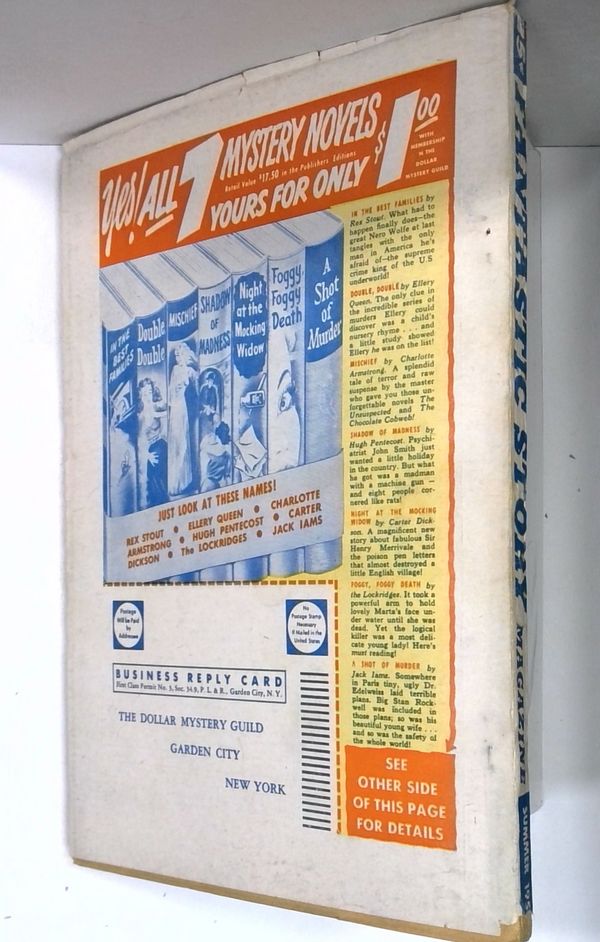 Yes! ALL 7 MYSTERY NOVELS
Retail Value $17.50 in the Publishers Editions
YOURS FOR ONLY $1.00
WITH
MEMBERSHIP
IN THE
DOLLAR
MYSTERY GUILD
IN THE BEST FAMILIES
Double Double
MISCHIEF
SHADOW OF MADNESS
Night at the Mocking Widow
Foggy, Foggy Death
A Shot of Murder
JUST LOOK AT THESE NAMES!
REX STOUT • ELLERY QUEEN • CHARLOTTE
ARMSTRONG • HUGH PENTECOST • CARTER
DICKSON • The LOCKRIDGES • JACK IAMS
IN THE BEST FAMILIES by
Rex Stout. What had to
happen finally does—the
great Nero Wolfe at last
tangles with the only
man in America he's
afraid of—the supreme
crime king of the U.S
underworld!
DOUBLE, DOUBLE by Ellery
Queen. The only clue in
the incredible series of
murders Ellery could
discover was a child's
nursery rhyme . . . and
a little study showed
Ellery he was on the list!
MISCHIEF by Charlotte
Armstrong. A splendid
tale of terror and raw
suspense by the master
who gave you those un-
forgettable novels The
Unsuspected and The
Chocolate Cobweb!
SHADOW OF MADNESS by
Hugh Pentecost. Psychi-
atrist John Smith just
wanted a little holiday
in the country. But what
he got was a madman
with a machine gun —
and eight people cor-
nered like rats!
NIGHT AT THE MOCKING
WIDOW by Carter Dick-
son. A magnificent new
story about fabulous Sir
Henry Merrivale and
the poison pen letters
that almost destroyed a
little English village!
FOGGY, FOGGY DEATH by
the Lockridges. It took a
powerful arm to hold
lovely Marta's face un-
der water until she was
dead. Yet the logical
killer was a most deli-
cate young lady! Here's
must reading!
A SHOT OF MURDER by
Jack Iams. Somewhere
in Paris tiny, ugly Dr.
Edelweiss laid terrible
plans. Big Stan Rock-
well was included in
those plans; so was his
beautiful young wife . . .
and so was the safety of
the whole world!
SEE
OTHER SIDE
OF THIS PAGE
FOR DETAILS
Postage
Will be Paid
by
Addressee
No
Postage Stamp
Necessary
If Mailed in the
United States
BUSINESS REPLY CARD
First Class Permit No. 5, Sec. 34.9, P. L. & R., Garden City, N. Y.
THE DOLLAR MYSTERY GUILD
GARDEN CITY
NEW YORK
FANTASTIC STORY MAGAZINE
SUMMER